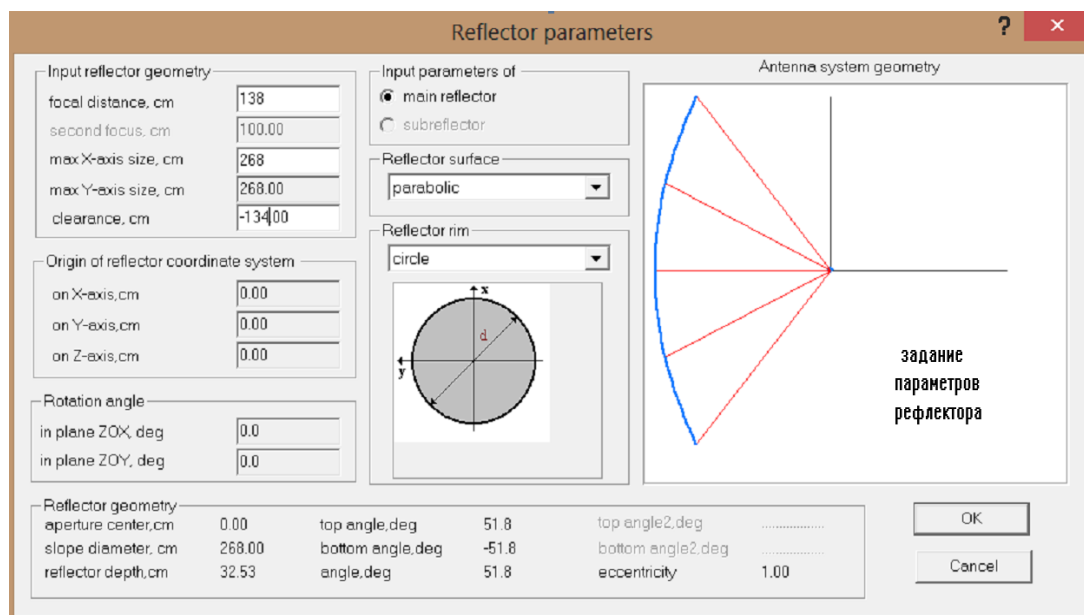 Reflector parameters
?
×
Input reflector geometry
focal distance, cm 138
second focus, cm 100.00
max X-axis size, cm 268
max Y-axis size, cm 268.00
clearance, cm -134.00
Origin of reflector coordinate system
on X-axis,cm 0.00
on Y-axis,cm 0.00
on Z-axis,cm 0.00
Rotation angle
in plane ZOX, deg 0.0
in plane ZOY, deg 0.0
Input parameters of
main reflector
subreflector
Reflector surface
parabolic
Reflector rim
circle
x
d
y
Antenna system geometry
задание
параметров
рефлектора
Reflector geometry
aperture center,cm 0.00 top angle,deg 51.8 top angle2,deg ..................
slope diameter, cm 268.00 bottom angle,deg -51.8 bottom angle2,deg ..................
reflector depth,cm 32.53 angle,deg 51.8 eccentricity 1.00
OK
Cancel